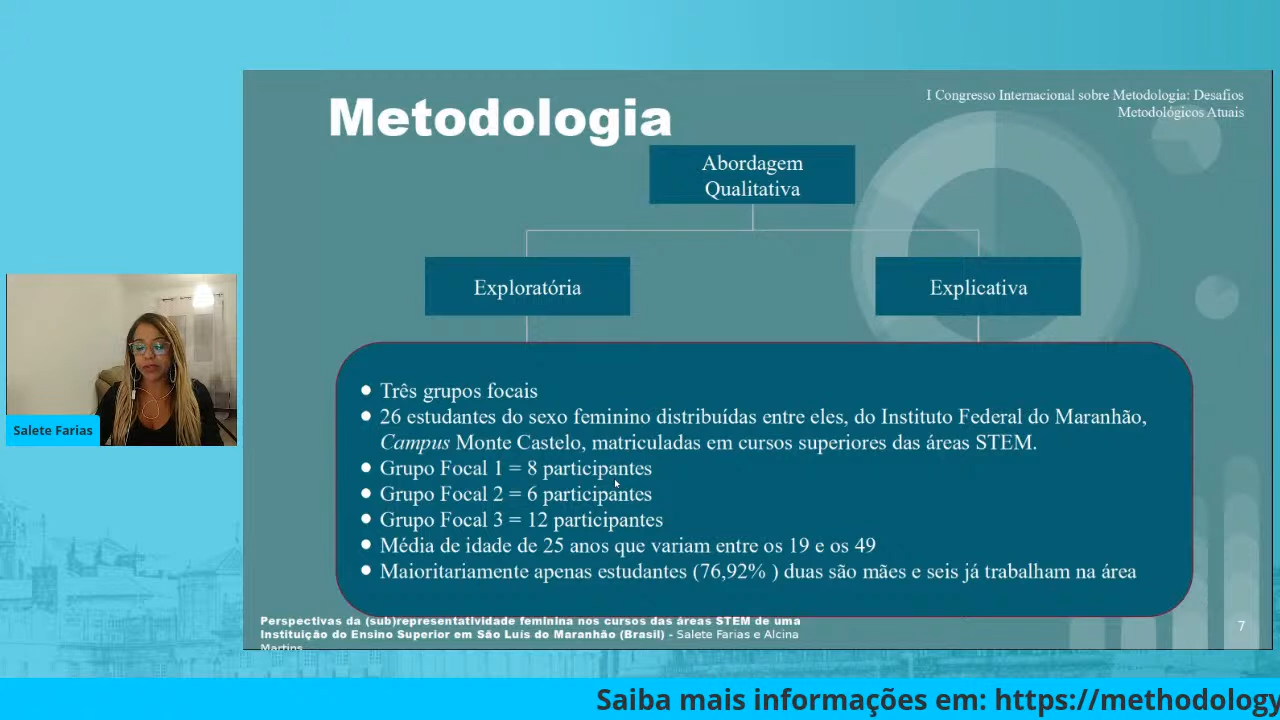 Metodologia
I Congresso Internacional sobre Metodologia: Desafios
Metodológicos Atuais
Abordagem
Qualitativa
Exploratória
Explicativa
● Três grupos focais
● 26 estudantes do sexo feminino distribuídas entre eles, do Instituto Federal do Maranhão,
Campus Monte Castelo, matriculadas em cursos superiores das áreas STEM.
● Grupo Focal 1 = 8 participantes
● Grupo Focal 2 = 6 participantes
● Grupo Focal 3 = 12 participantes
● Média de idade de 25 anos que variam entre os 19 e os 49
● Maioritariamente apenas estudantes (76,92% ) duas são mães e seis já trabalham na área
Salete Farias
Perspectivas da (sub)representatividade feminina nos cursos das áreas STEM de uma
Instituição do Ensino Superior em São Luís do Maranhão (Brasil) - Salete Farias e Alcina
Martins
7
Saiba mais informações em: https://methodology